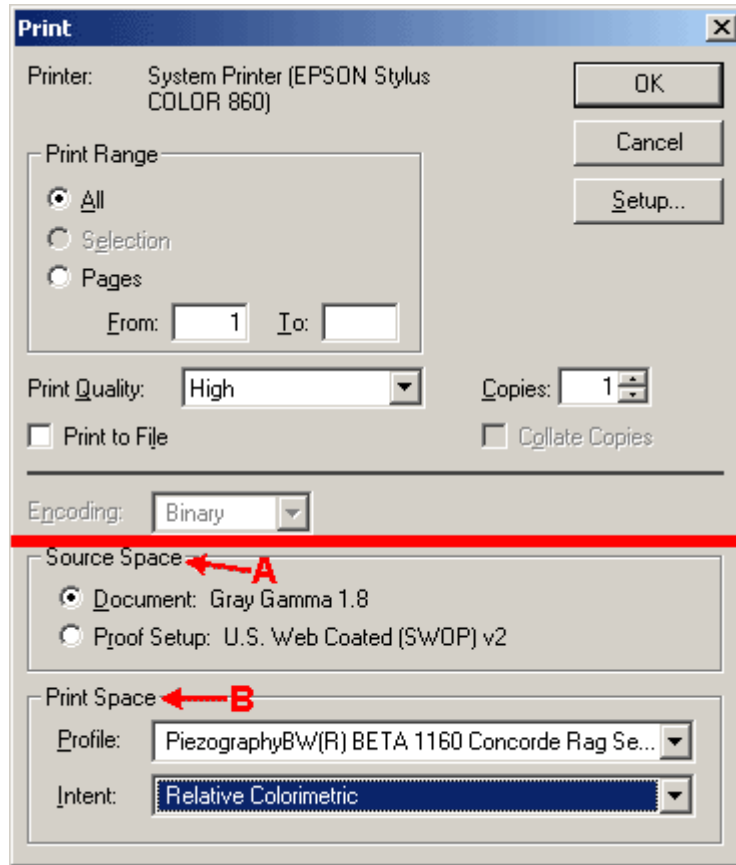 Print
Printer: System Printer (EPSON Stylus
COLOR 860)
OK
Cancel
Setup...
Print Range
All
Selection
Pages
From: 1 To:
Print Quality: High
Copies: 1
Print to File
Collate Copies
Encoding: Binary
Source Space A
Document: Gray Gamma 1.8
Proof Setup: U.S. Web Coated (SWOP) v2
Print Space B
Profile: PiezographyBW(R) BETA 1160 Concorde Rag Se...
Intent: Relative Colorimetric